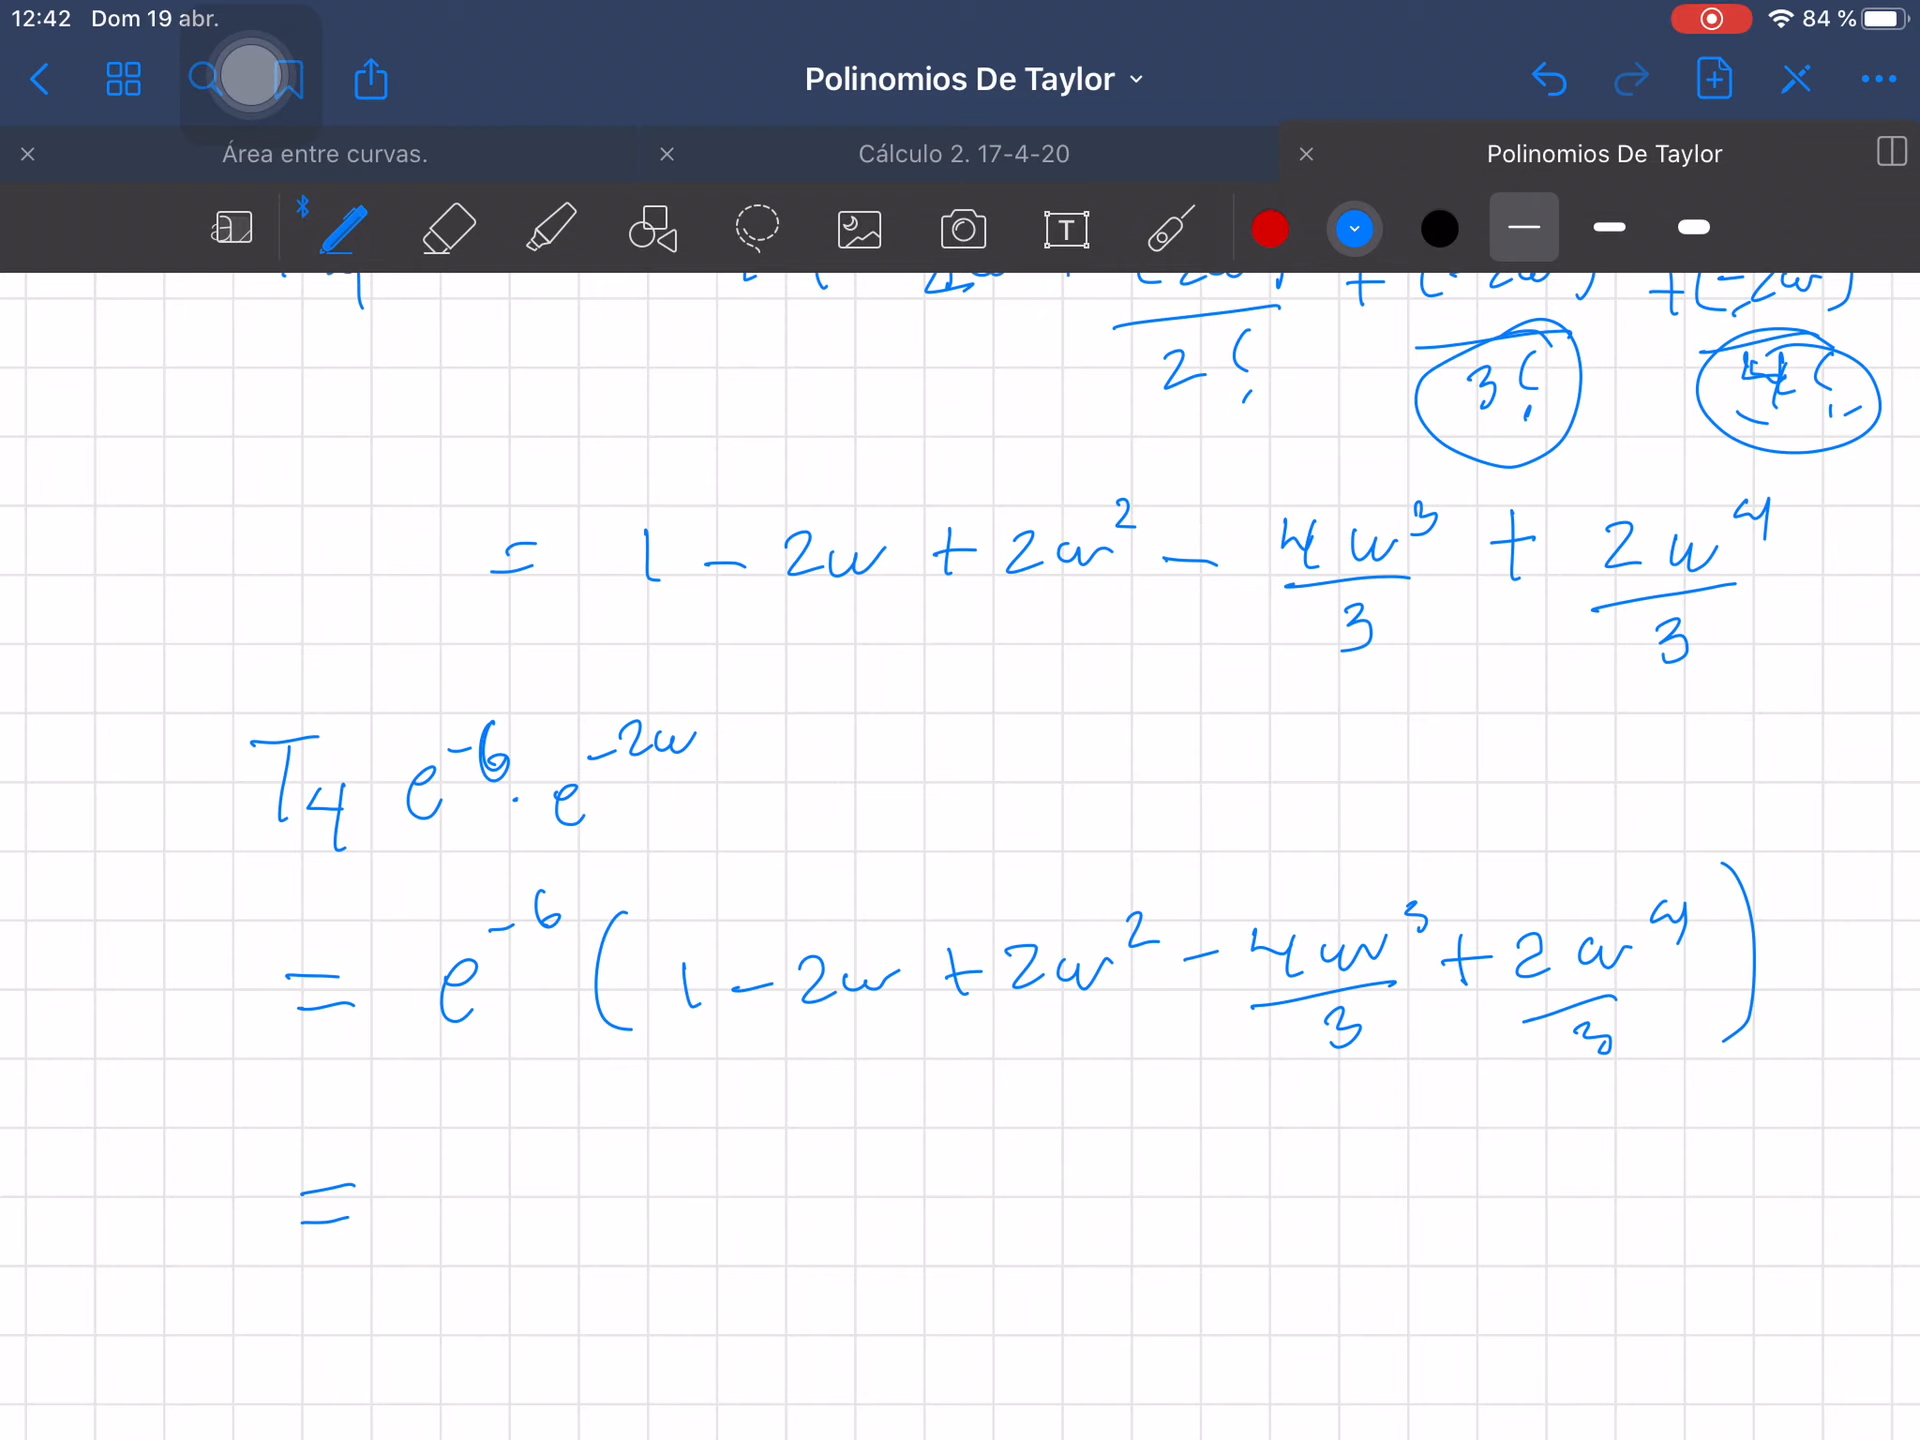 12:42 Dom 19 abr. 84 %
Polinomios De Taylor
Área entre curvas. Cálculo 2. 17-4-20 Polinomios De Taylor
T
2! 3! 4!
= 1 - 2w + 2w² - 4w³/3 + 2w⁴/3
T₄ e⁻⁶ · e⁻²ʷ
= e⁻⁶ (1 - 2w + 2w² - 4w³/3 + 2w⁴/3)
=